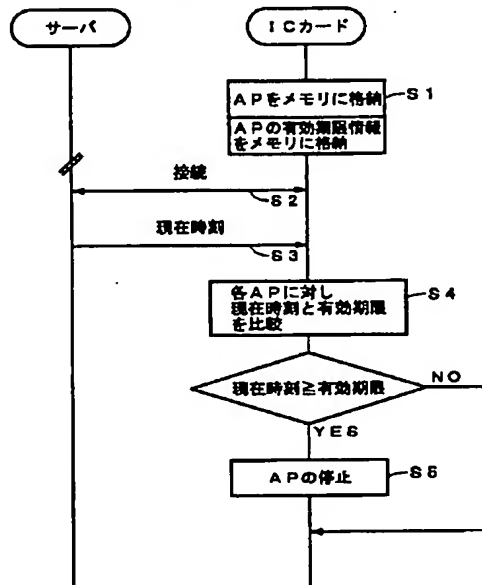 サーバ
ICカード
APをメモリに格納
S1
APの有効期限情報
をメモリに格納
接続
S2
現在時刻
S3
各APに対し
現在時刻と有効期限
を比較
S4
現在時刻≧有効期限
NO
YES
APの停止
S5